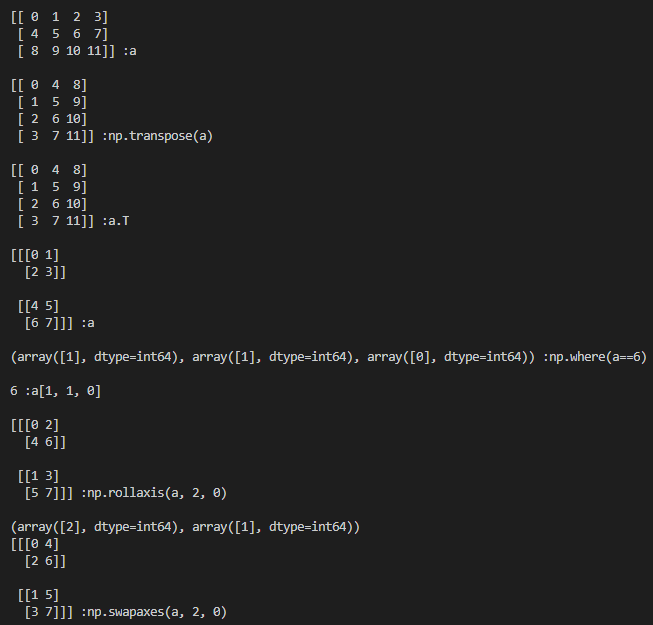 [[ 0  1  2  3]
 [ 4  5  6  7]
 [ 8  9 10 11]] :a
[[ 0  4  8]
 [ 1  5  9]
 [ 2  6 10]
 [ 3  7 11]] :np.transpose(a)
[[ 0  4  8]
 [ 1  5  9]
 [ 2  6 10]
 [ 3  7 11]] :a.T
[[[0 1]
  [2 3]]
 [[4 5]
  [6 7]]] :a
(array([1], dtype=int64), array([1], dtype=int64), array([0], dtype=int64)) :np.where(a==6)
6 :a[1, 1, 0]
[[[0 2]
  [4 6]]
 [[1 3]
  [5 7]]] :np.rollaxis(a, 2, 0)
(array([2], dtype=int64), array([1], dtype=int64))
[[[0 4]
  [2 6]]
 [[1 5]
  [3 7]]] :np.swapaxes(a, 2, 0)